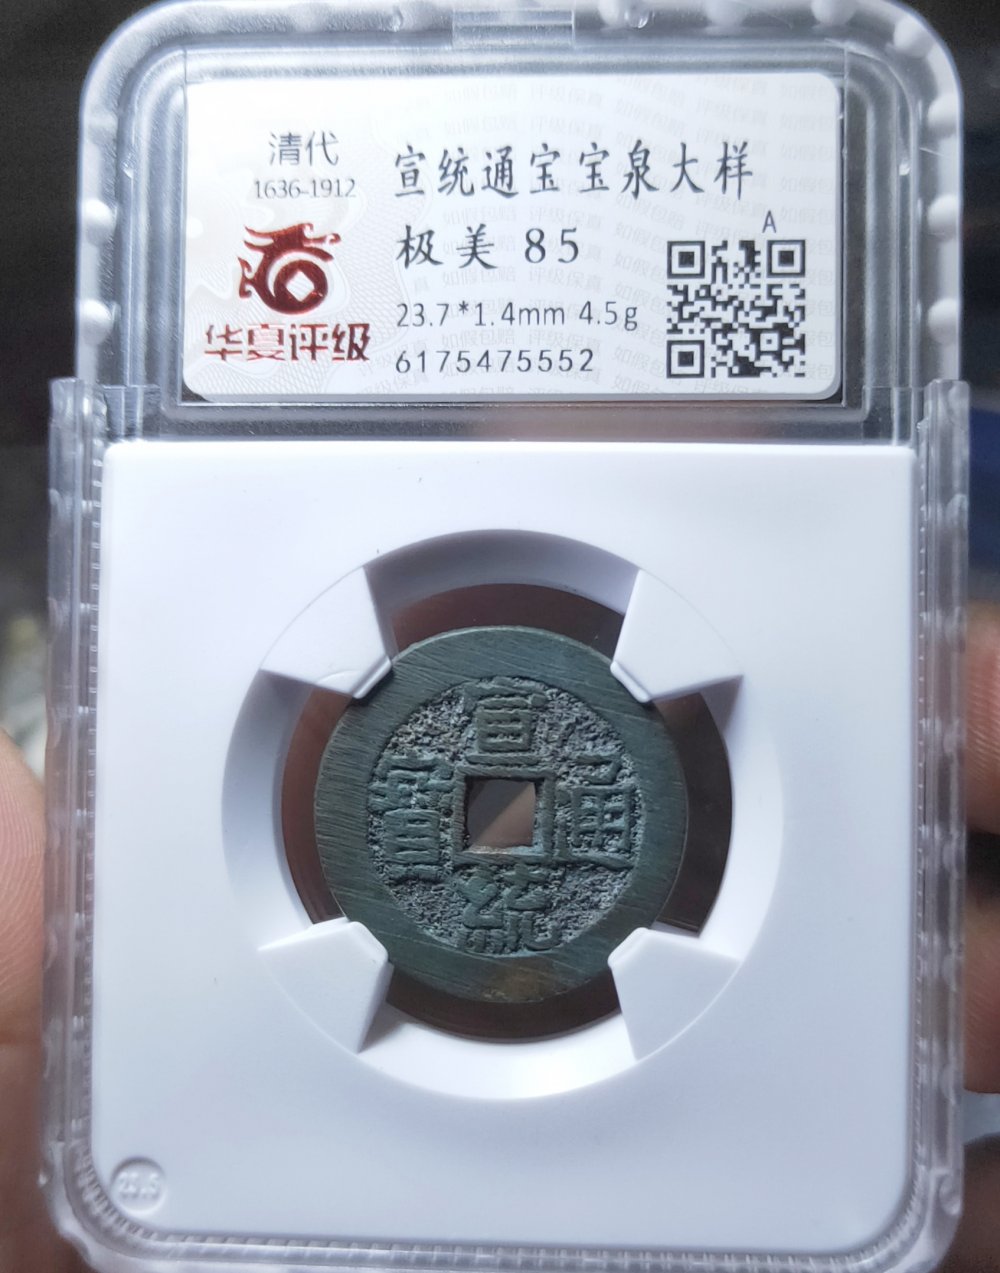 清代
1636-1912
华夏评级
宣统通宝宝泉大样
极美 85
23.7*1.4mm 4.5g
6175475552
A
宣
通
寶
統